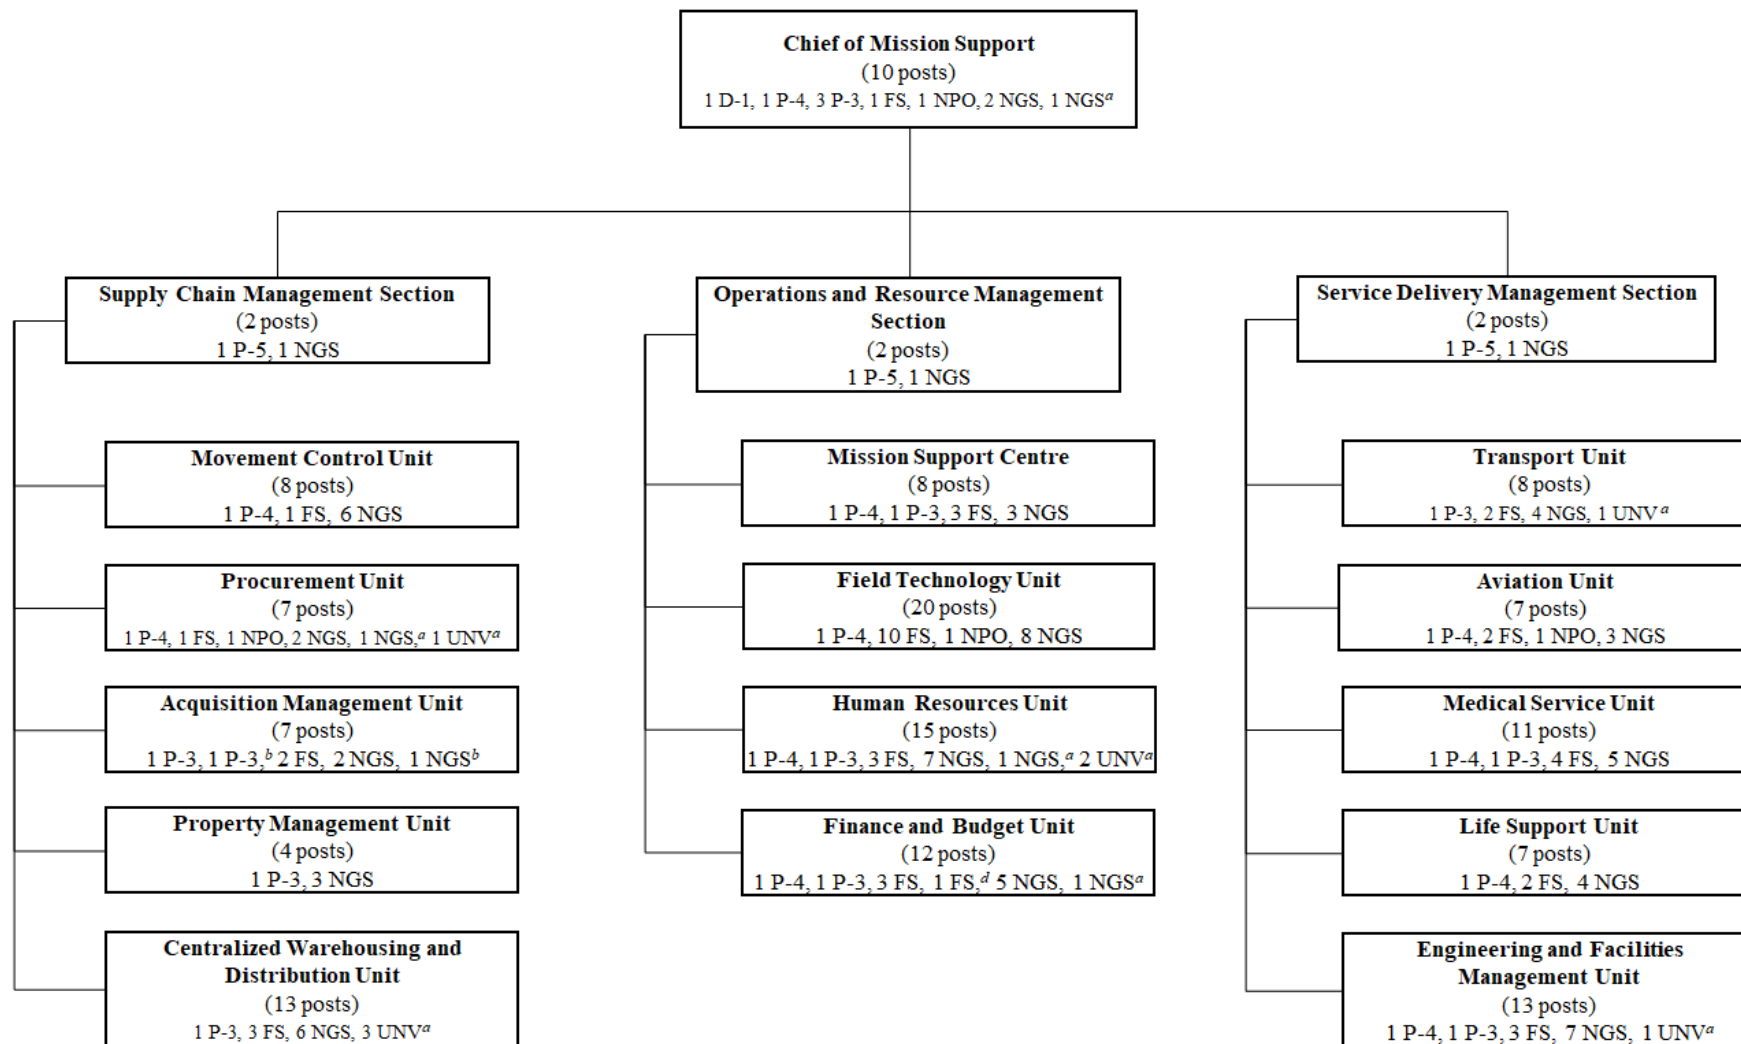 Chief of Mission Support
(10 posts)
1 D-1, 1 P-4, 3 P-3, 1 FS, 1 NPO, 2 NGS, 1 NGSᵃ
Supply Chain Management Section
(2 posts)
1 P-5, 1 NGS
Movement Control Unit
(8 posts)
1 P-4, 1 FS, 6 NGS
Procurement Unit
(7 posts)
1 P-4, 1 FS, 1 NPO, 2 NGS, 1 NGS,ᵃ 1 UNVᵃ
Acquisition Management Unit
(7 posts)
1 P-3, 1 P-3,ᵇ 2 FS, 2 NGS, 1 NGSᵇ
Property Management Unit
(4 posts)
1 P-3, 3 NGS
Centralized Warehousing and
Distribution Unit
(13 posts)
1 P-3, 3 FS, 6 NGS, 3 UNVᵃ
Operations and Resource Management
Section
(2 posts)
1 P-5, 1 NGS
Mission Support Centre
(8 posts)
1 P-4, 1 P-3, 3 FS, 3 NGS
Field Technology Unit
(20 posts)
1 P-4, 10 FS, 1 NPO, 8 NGS
Human Resources Unit
(15 posts)
1 P-4, 1 P-3, 3 FS, 7 NGS, 1 NGS,ᵃ 2 UNVᵃ
Finance and Budget Unit
(12 posts)
1 P-4, 1 P-3, 3 FS, 1 FS,ᵈ 5 NGS, 1 NGSᵃ
Service Delivery Management Section
(2 posts)
1 P-5, 1 NGS
Transport Unit
(8 posts)
1 P-3, 2 FS, 4 NGS, 1 UNVᵃ
Aviation Unit
(7 posts)
1 P-4, 2 FS, 1 NPO, 3 NGS
Medical Service Unit
(11 posts)
1 P-4, 1 P-3, 4 FS, 5 NGS
Life Support Unit
(7 posts)
1 P-4, 2 FS, 4 NGS
Engineering and Facilities
Management Unit
(13 posts)
1 P-4, 1 P-3, 3 FS, 7 NGS, 1 UNVᵃ